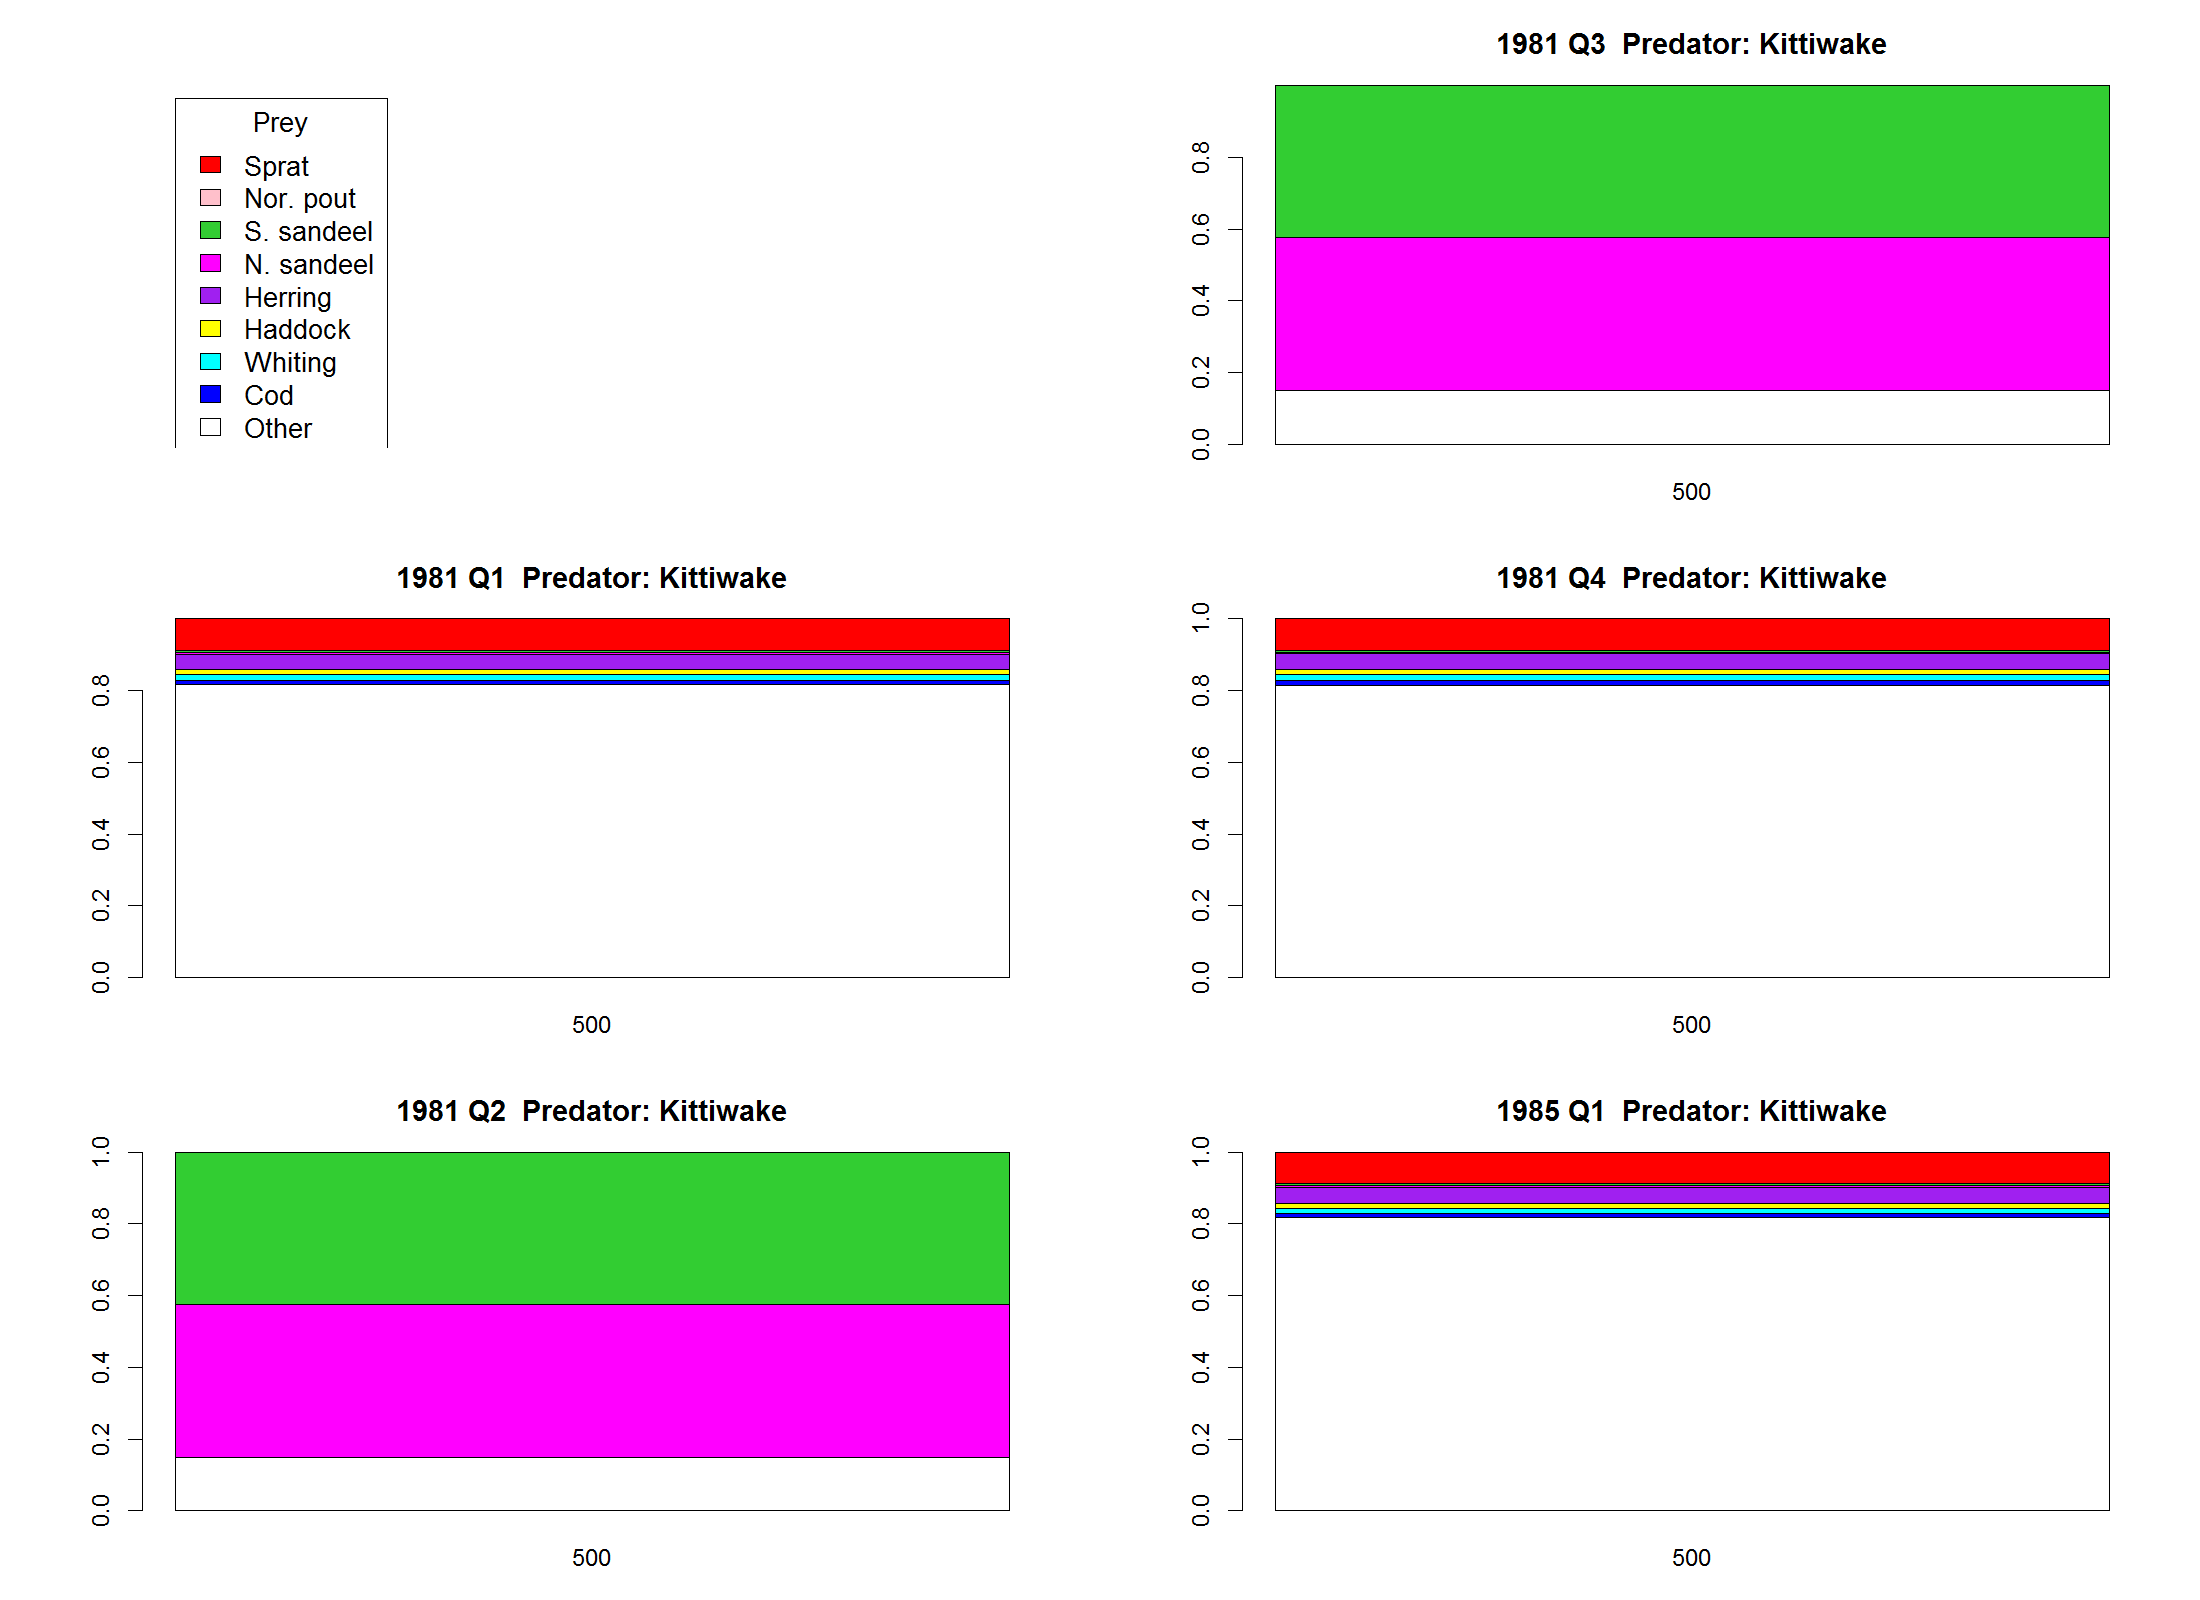 Prey
Sprat
Nor. pout
S. sandeel
N. sandeel
Herring
Haddock
Whiting
Cod
Other
1981 Q1  Predator: Kittiwake
0.8
0.6
0.4
0.2
0.0
500
1981 Q2  Predator: Kittiwake
1.0
0.8
0.6
0.4
0.2
0.0
500
1981 Q3  Predator: Kittiwake
0.8
0.6
0.4
0.2
0.0
500
1981 Q4  Predator: Kittiwake
1.0
0.8
0.6
0.4
0.2
0.0
500
1985 Q1  Predator: Kittiwake
1.0
0.8
0.6
0.4
0.2
0.0
500